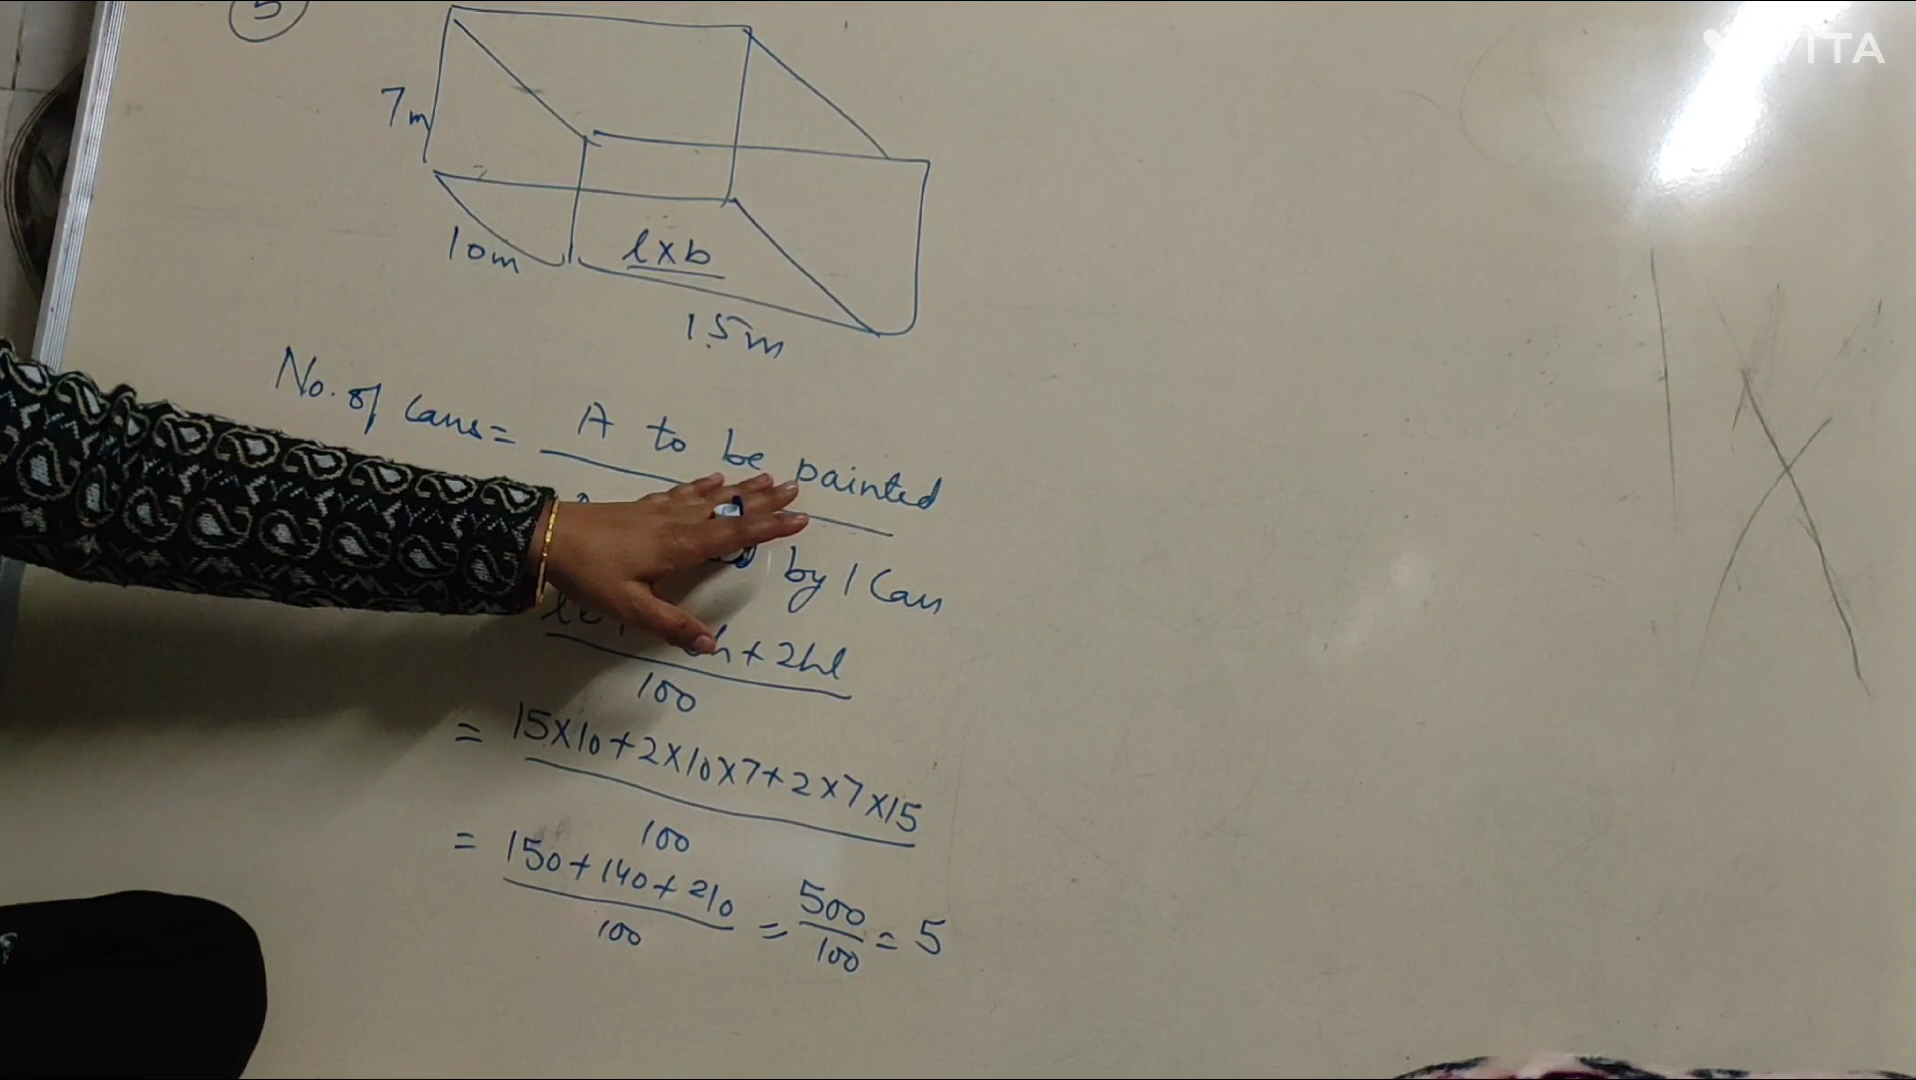 5
7m
10m
l x b
15m
No. of Cans = A to be painted
by 1 Can
h + 2hl
100
= 15 x 10 + 2 x 10 x 7 + 2 x 7 x 15
100
= 150 + 140 + 210 = 500 = 5
100 100
VITA